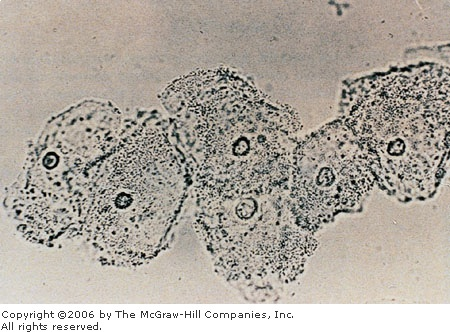 Copyright ©2006 by The McGraw-Hill Companies, Inc.
All rights reserved.